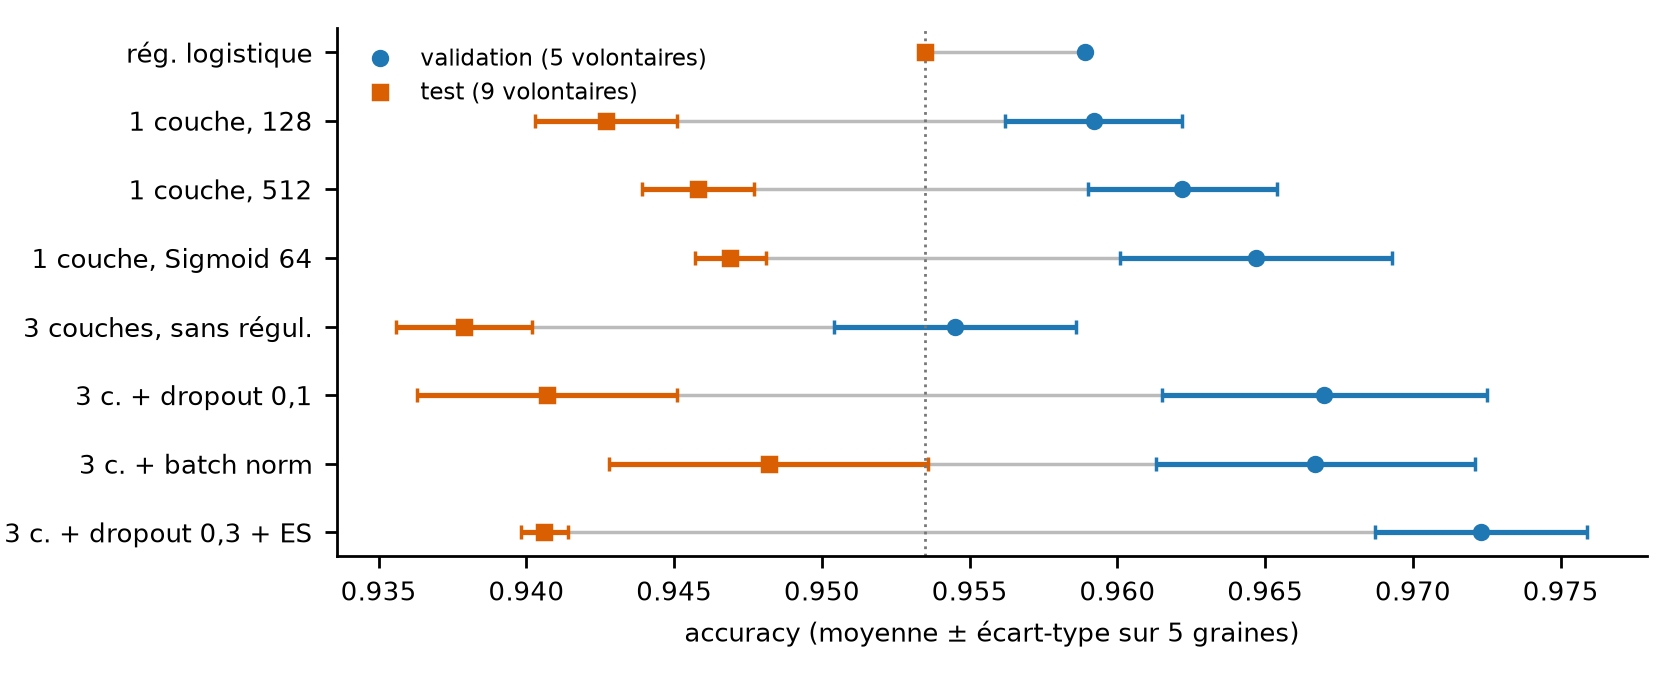 rég. logistique
validation (5 volontaires)
test (9 volontaires)
1 couche, 128
1 couche, 512
1 couche, Sigmoid 64
3 couches, sans régul.
3 c. + dropout 0,1
3 c. + batch norm
3 c. + dropout 0,3 + ES
0.935 0.940 0.945 0.950 0.955 0.960 0.965 0.970 0.975
accuracy (moyenne ± écart-type sur 5 graines)